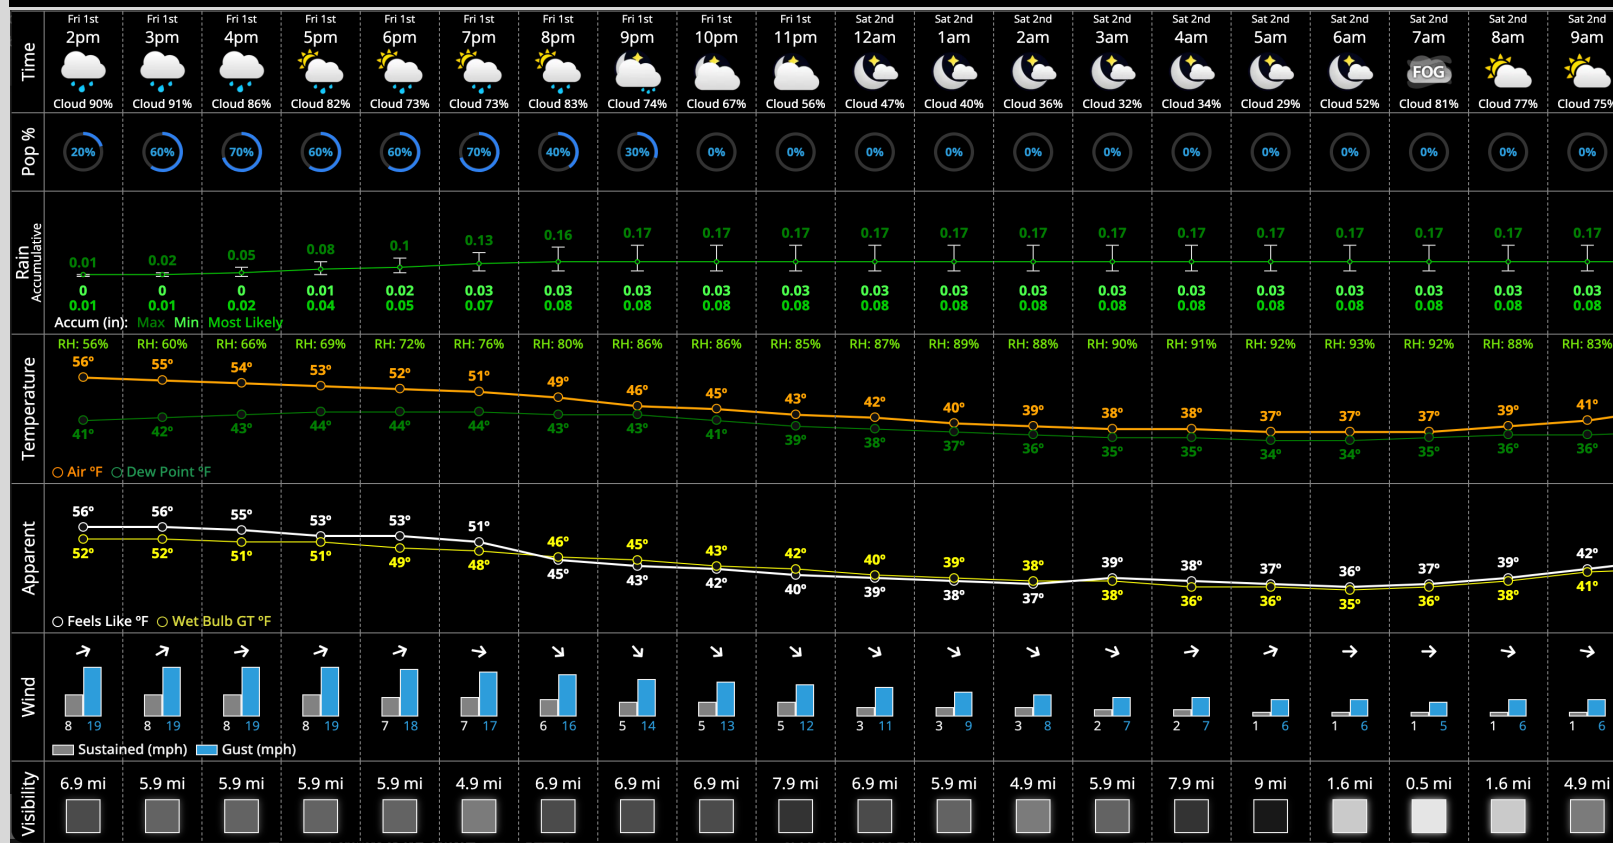 Fri 1st Fri 1st Fri 1st Fri 1st Fri 1st Fri 1st Fri 1st Fri 1st Fri 1st Fri 1st Sat 2nd Sat 2nd Sat 2nd Sat 2nd Sat 2nd Sat 2nd Sat 2nd Sat 2nd Sat 2nd Sat 2nd
Time
2pm 3pm 4pm 5pm 6pm 7pm 8pm 9pm 10pm 11pm 12am 1am 2am 3am 4am 5am 6am 7am 8am 9am
FOG
Cloud 90% Cloud 91% Cloud 86% Cloud 82% Cloud 73% Cloud 73% Cloud 83% Cloud 74% Cloud 67% Cloud 56% Cloud 47% Cloud 40% Cloud 36% Cloud 32% Cloud 34% Cloud 29% Cloud 52% Cloud 81% Cloud 77% Cloud 75%
Pop %
20% 60% 70% 60% 60% 70% 40% 30% 0% 0% 0% 0% 0% 0% 0% 0% 0% 0% 0% 0%
Rain
Accumulative
0.01 0.02 0.05 0.08 0.1 0.13 0.16 0.17 0.17 0.17 0.17 0.17 0.17 0.17 0.17 0.17 0.17 0.17 0.17 0.17
0 0 0 0.01 0.02 0.03 0.03 0.03 0.03 0.03 0.03 0.03 0.03 0.03 0.03 0.03 0.03 0.03 0.03 0.03
0.01 0.01 0.02 0.04 0.05 0.07 0.08 0.08 0.08 0.08 0.08 0.08 0.08 0.08 0.08 0.08 0.08 0.08 0.08 0.08
Accum (in): Max Min Most Likely
Temperature
RH: 56% RH: 60% RH: 66% RH: 69% RH: 72% RH: 76% RH: 80% RH: 86% RH: 86% RH: 85% RH: 87% RH: 89% RH: 88% RH: 90% RH: 91% RH: 92% RH: 93% RH: 92% RH: 88% RH: 83%
56° 55° 54° 53° 52° 51° 49° 46° 45° 43° 42° 40° 39° 38° 38° 37° 37° 37° 39° 41°
41° 42° 43° 44° 44° 44° 43° 43° 41° 39° 38° 37° 36° 35° 35° 34° 34° 35° 36° 36°
Air °F Dew Point °F
Apparent
56° 56° 55° 53° 53° 51° 46° 45° 43° 42° 40° 39° 38° 39° 38° 37° 36° 37° 39° 42°
52° 52° 51° 51° 49° 48° 45° 43° 42° 40° 39° 38° 37° 38° 36° 36° 35° 36° 38° 41°
Feels Like °F Wet Bulb GT °F
Wind
8 19 8 19 8 19 8 19 7 18 7 17 6 16 5 14 5 13 5 12 3 11 3 9 3 8 2 7 2 7 1 6 1 6 1 5 1 6 1 6
Sustained (mph) Gust (mph)
Visibility
6.9 mi 5.9 mi 5.9 mi 5.9 mi 5.9 mi 4.9 mi 6.9 mi 6.9 mi 6.9 mi 7.9 mi 6.9 mi 5.9 mi 4.9 mi 5.9 mi 7.9 mi 9 mi 1.6 mi 0.5 mi 1.6 mi 4.9 mi